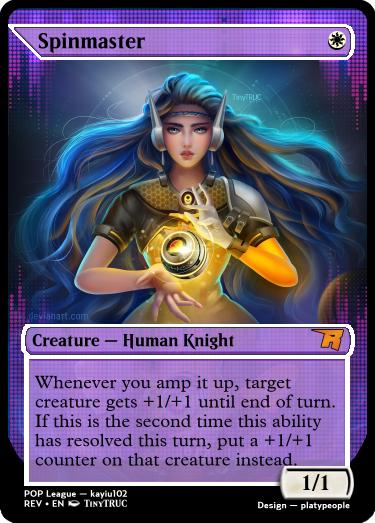 Spinmaster
TinyTRUC
deviantart.com
Creature — Human Knight
R
Whenever you amp it up, target
creature gets +1/+1 until end of turn.
If this is the second time this ability
has resolved this turn, put a +1/+1
counter on that creature instead.
1/1
POP League — kayiu102
REV • EN TinyTRUC
Design — platypeople